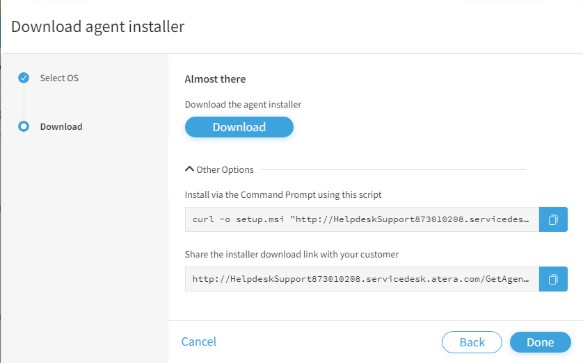 Download agent installer
Select OS
Download
Almost there
Download the agent installer
Download
Other Options
Install via the Command Prompt using this script
curl -o setup.msi "http://HelpdeskSupport873010208.servicedes…
Share the installer download link with your customer
http://HelpdeskSupport873010208.servicedesk.atera.com/GetAgen…
Cancel
Back
Done